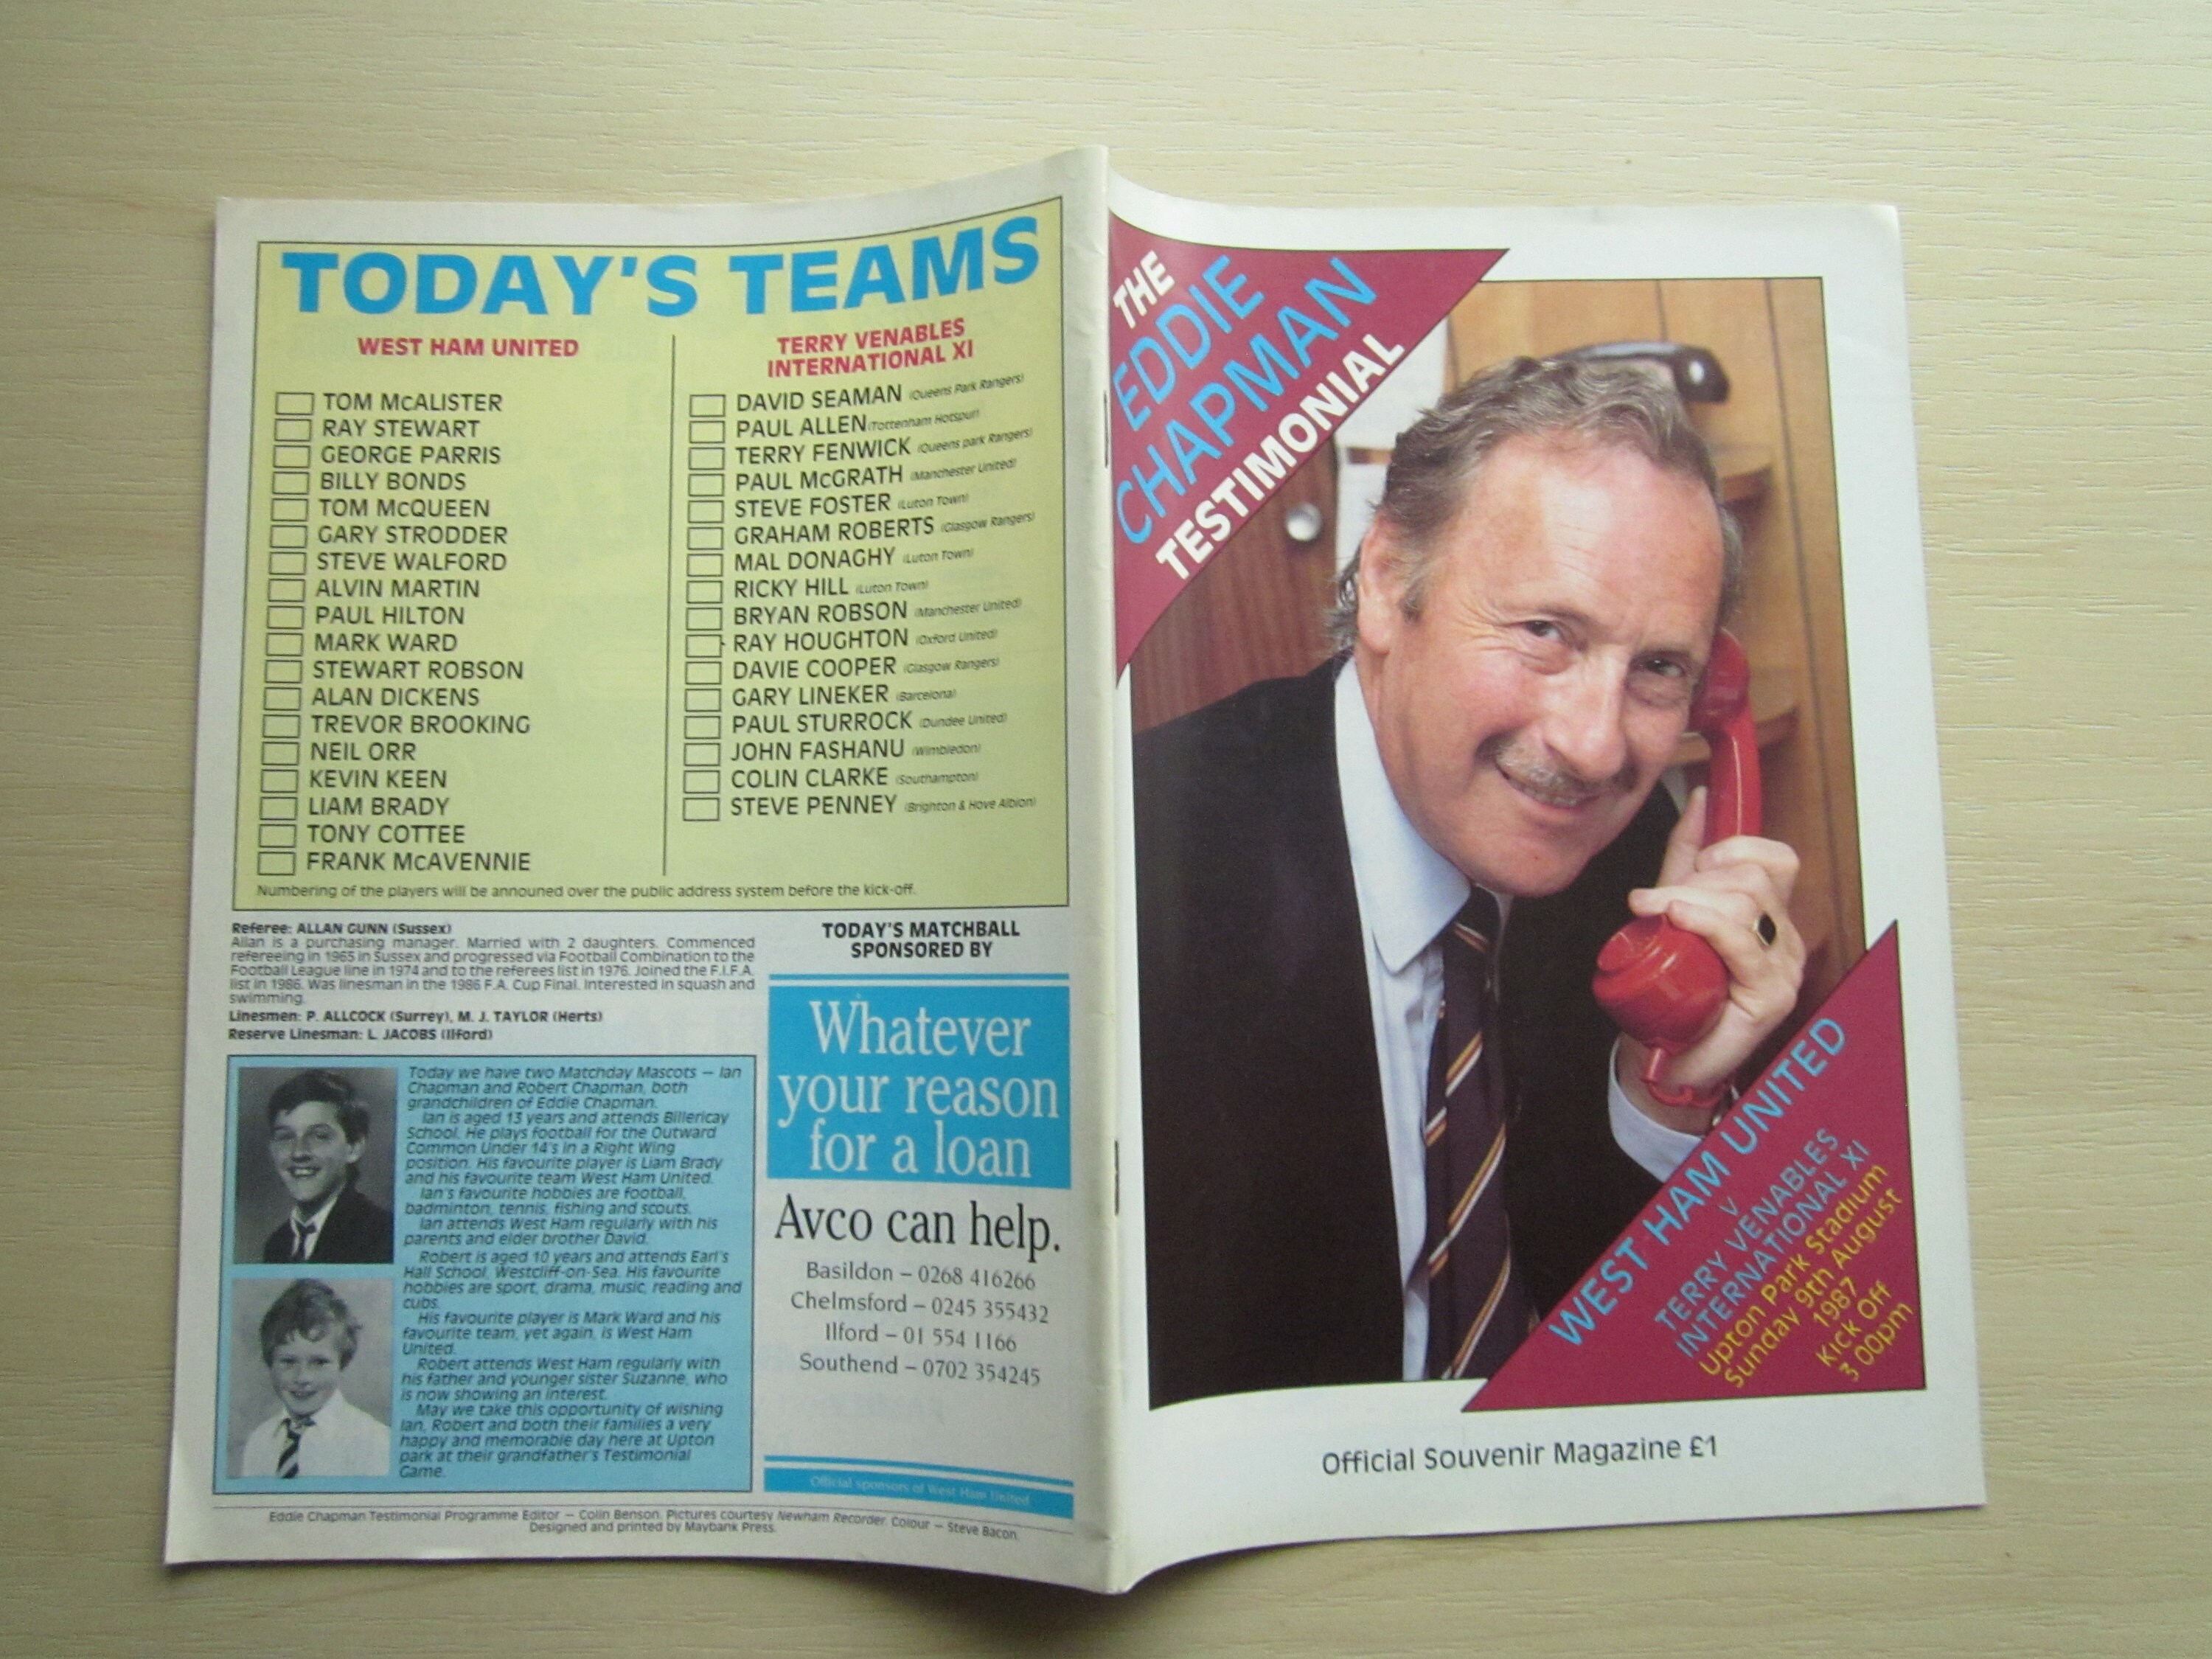 TODAY'S TEAMS
WEST HAM UNITED
TOM McALISTER
RAY STEWART
GEORGE PARRIS
BILLY BONDS
TOM McQUEEN
GARY STRODDER
STEVE WALFORD
ALVIN MARTIN
PAUL HILTON
MARK WARD
STEWART ROBSON
ALAN DICKENS
TREVOR BROOKING
NEIL ORR
KEVIN KEEN
LIAM BRADY
TONY COTTEE
FRANK McAVENNIE
TERRY VENABLES
INTERNATIONAL XI
DAVID SEAMAN (Queens Park Rangers)
PAUL ALLEN (Tottenham Hotspur)
TERRY FENWICK (Queens park Rangers)
PAUL McGRATH (Manchester United)
STEVE FOSTER (Luton Town)
GRAHAM ROBERTS (Glasgow Rangers)
MAL DONAGHY (Luton Town)
RICKY HILL (Luton Town)
BRYAN ROBSON (Manchester United)
RAY HOUGHTON (Oxford United)
DAVIE COOPER (Glasgow Rangers)
GARY LINEKER (Barcelona)
PAUL STURROCK (Dundee United)
JOHN FASHANU (Wimbledon)
COLIN CLARKE (Southampton)
STEVE PENNEY (Brighton & Hove Albion)
Numbering of the players will be announed over the public address system before the kick-off.
Referee: ALLAN GUNN (Sussex)
Allan is a purchasing manager. Married with 2 daughters. Commenced
refereeing in 1965 in Sussex and progressed via Football Combination to the
Football League line in 1974 and to the referees list in 1976. Joined the F.I.F.A.
list in 1986. Was linesman in the 1986 F.A. Cup Final. Interested in squash and
swimming.
Linesmen: P. ALLCOCK (Surrey), M. J. TAYLOR (Herts)
Reserve Linesman: L. JACOBS (Ilford)
Today we have two Matchday Mascots — Ian
Chapman and Robert Chapman, both
grandchildren of Eddie Chapman.
Ian is aged 13 years and attends Billericay
School. He plays football for the Outward
Common Under 14's in a Right Wing
position. His favourite player is Liam Brady
and his favourite team West Ham United.
Ian's favourite hobbies are football,
badminton, tennis, fishing and scouts.
Ian attends West Ham regularly with his
parents and elder brother David.
Robert is aged 10 years and attends Earl's
Hall School, Westcliff-on-Sea. His favourite
hobbies are sport, drama, music, reading and
cubs.
His favourite player is Mark Ward and his
favourite team, yet again, is West Ham
United.
Robert attends West Ham regularly with
his father and younger sister Suzanne, who
is now showing an interest.
May we take this opportunity of wishing
Ian, Robert and both their families a very
happy and memorable day here at Upton
park at their grandfather's Testimonial
Game.
TODAY'S MATCHBALL
SPONSORED BY
Whatever
your reason
for a loan
Avco can help.
Basildon – 0268 416266
Chelmsford – 0245 355432
Ilford – 01 554 1166
Southend – 0702 354245
Official sponsors of West Ham United
Eddie Chapman Testimonial Programme Editor — Colin Benson. Pictures courtesy Newham Recorder. Colour — Steve Bacon.
Designed and printed by Maybank Press.
THE
EDDIE
CHAPMAN
TESTIMONIAL
WEST HAM UNITED
V
TERRY VENABLES
INTERNATIONAL XI
Upton Park Stadium
Sunday 9th August
1987
Kick Off
3 00pm
Official Souvenir Magazine £1